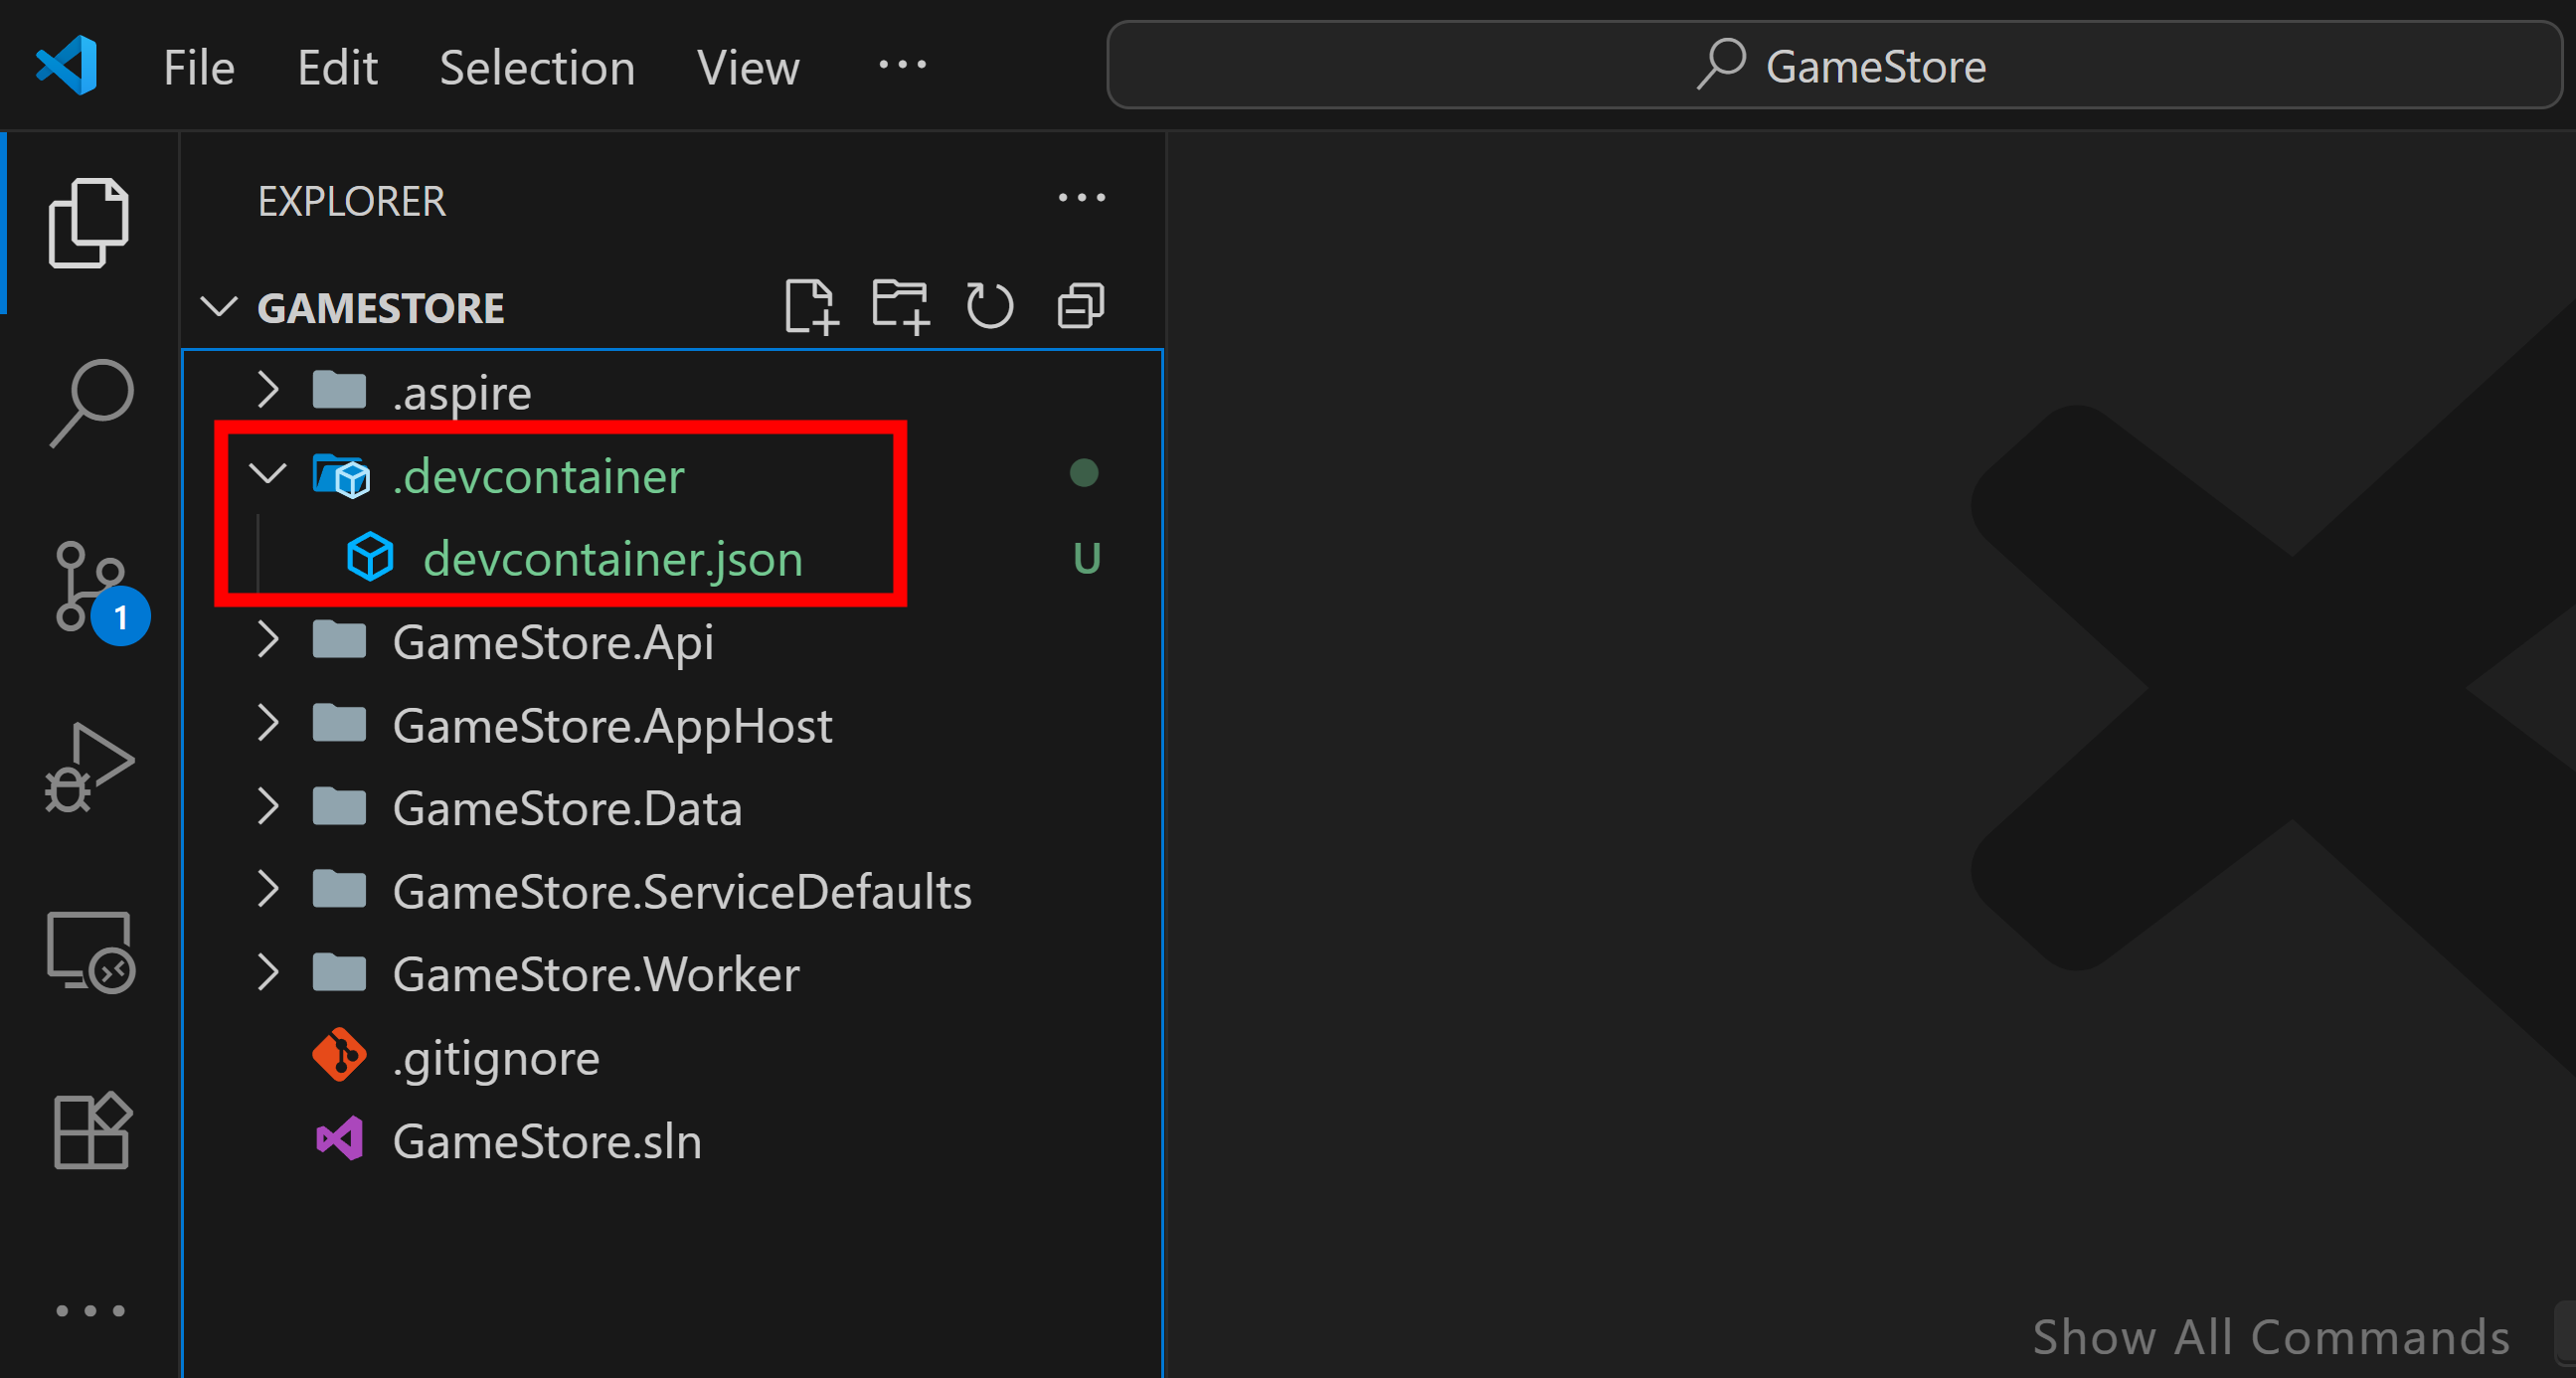 File Edit Selection View ...
GameStore
EXPLORER ...
GAMESTORE
.aspire
.devcontainer
devcontainer.json U
1
GameStore.Api
GameStore.AppHost
GameStore.Data
GameStore.ServiceDefaults
GameStore.Worker
.gitignore
GameStore.sln
Show All Commands